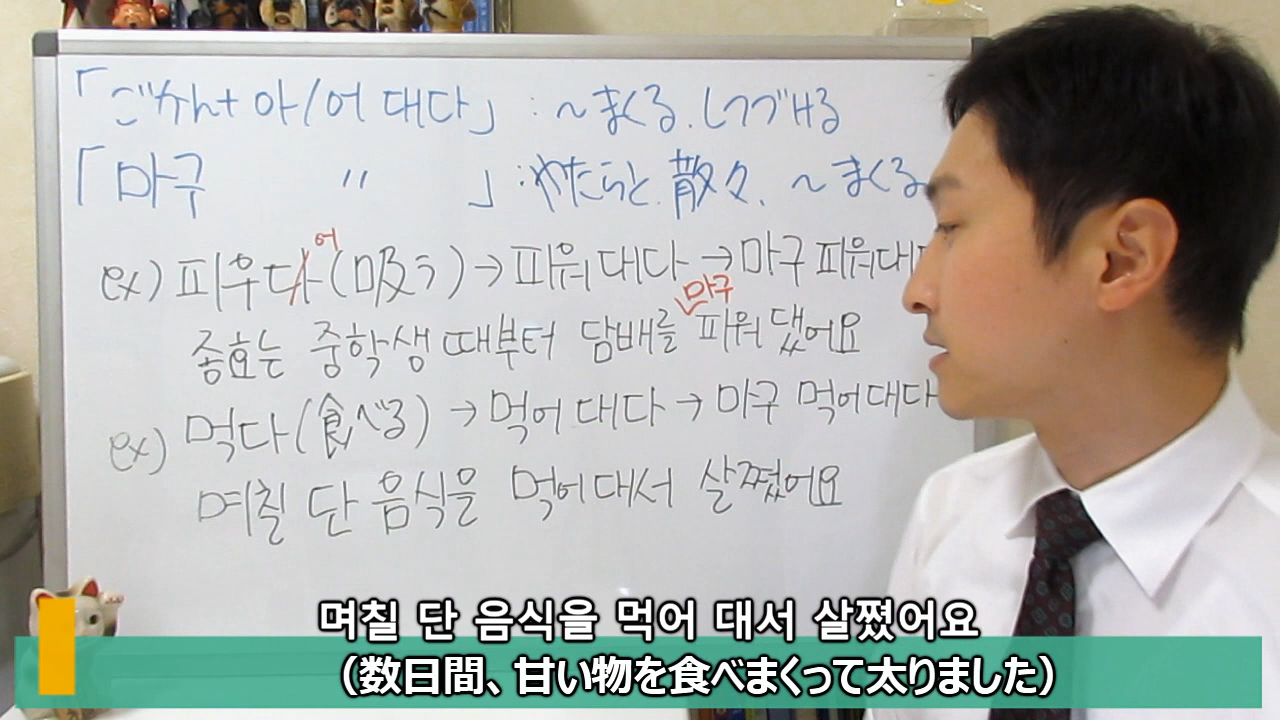 「ごかん+ 아/어 대다」:～まくる.しつづける
「마구 〃 」:やたらと.散々.～まくる
ex) 피우다(吸う)→피워 대다→마구 피워대
어
마구
종효는 중학생 때부터 담배를 피워 댔어요
ex) 먹다(食べる)→먹어 대다→마구 먹어대다
며칠 단 음식을 먹어대서 살쪘어요
며칠 단 음식을 먹어 대서 살쪘어요
（数日間、甘い物を食べまくって太りました）